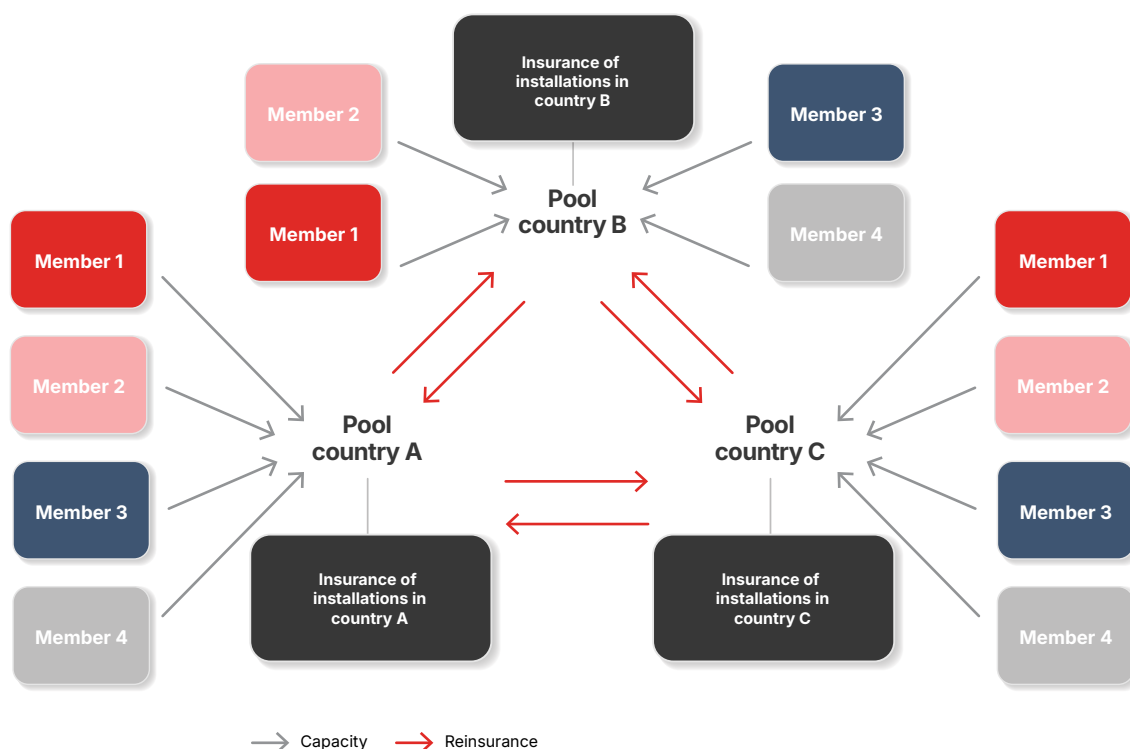 Insurance of
installations in
country B
Member 2
Member 3
Member 1
Member 4
Pool
country B
Member 1
Member 2
Member 3
Member 4
Pool
country A
Pool
country C
Member 1
Member 2
Member 3
Member 4
Insurance of
installations in
country A
Insurance of
installations in
country C
Capacity
Reinsurance